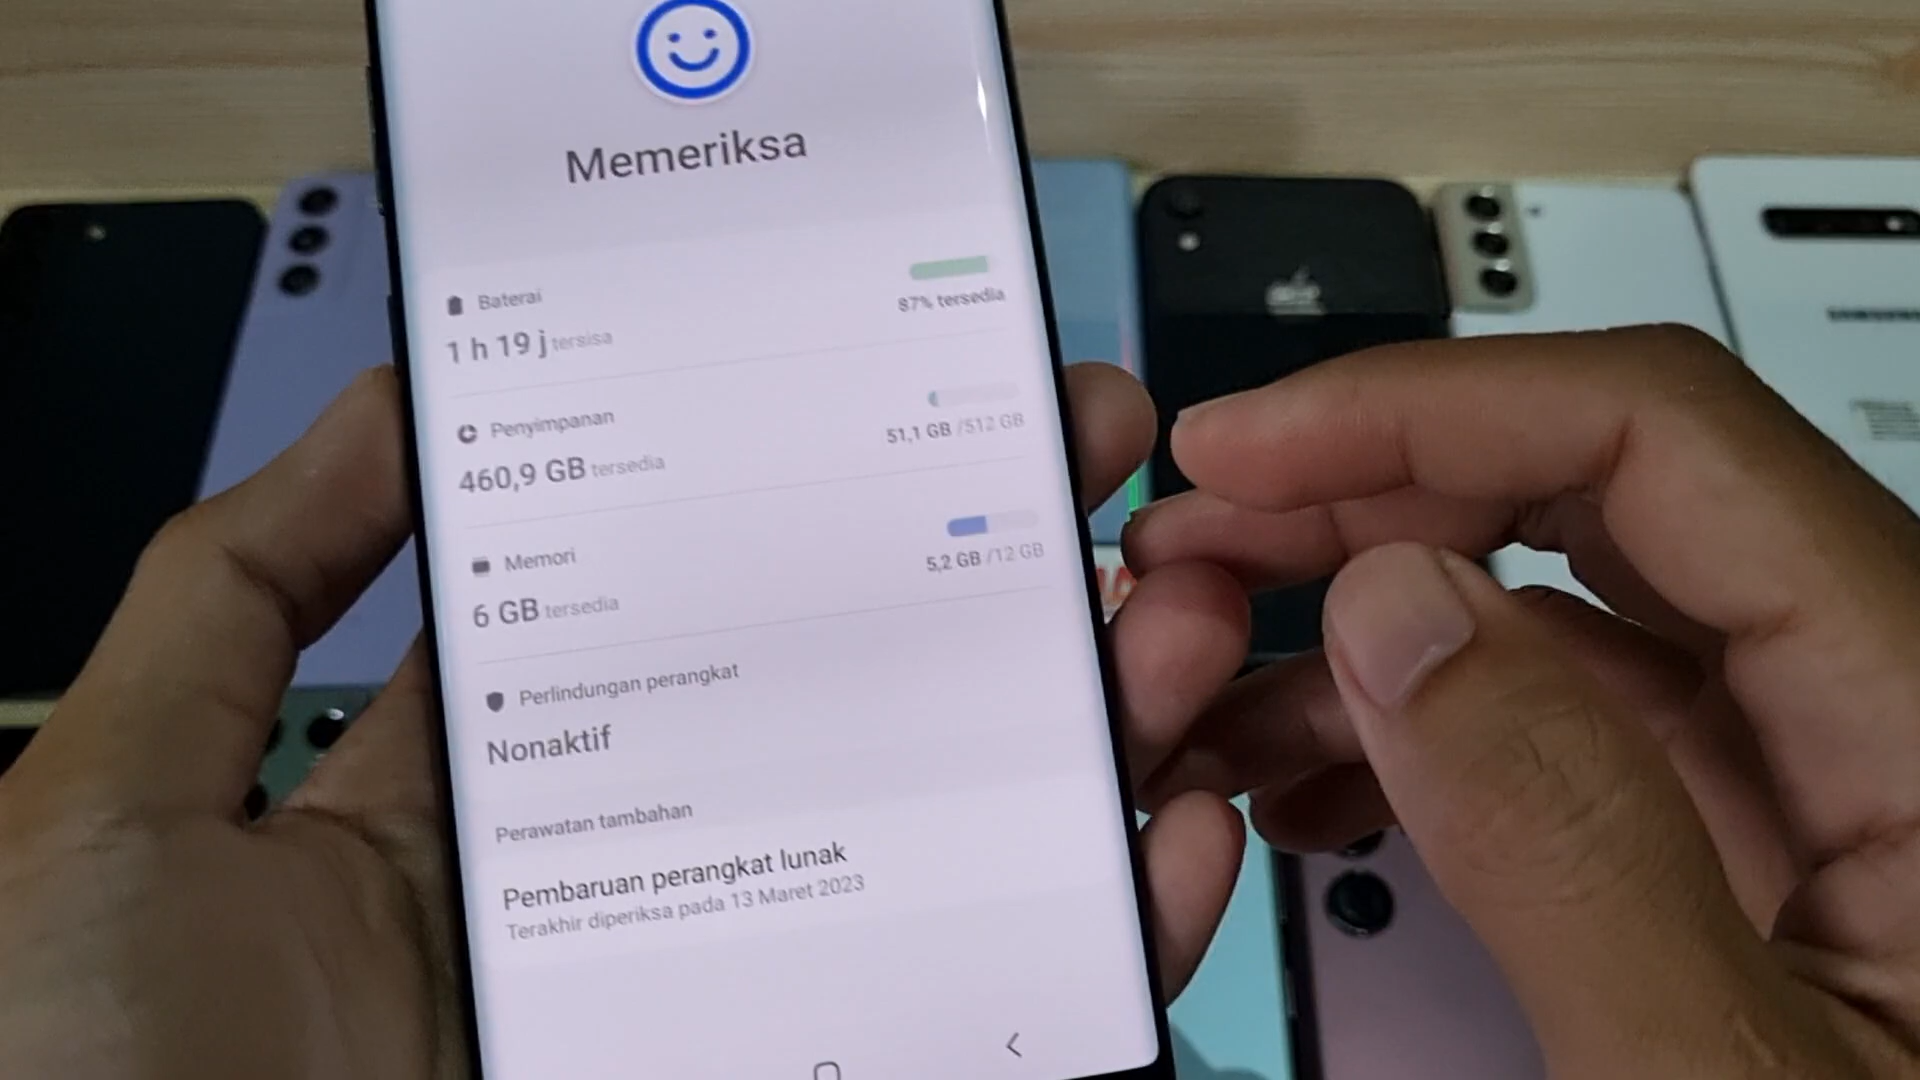 Memeriksa
Baterai
87% tersedia
1 h 19 j tersisa
Penyimpanan
51,1 GB /512 GB
460,9 GB tersedia
Memori
5,2 GB /12 GB
6 GB tersedia
Perlindungan perangkat
Nonaktif
Perawatan tambahan
Pembaruan perangkat lunak
Terakhir diperiksa pada 13 Maret 2023
SAMSUNG